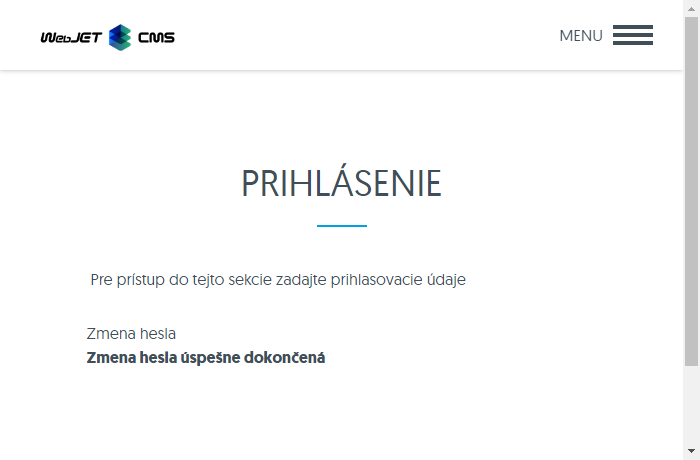 WebJET CMS
MENU
PRIHLÁSENIE
Pre prístup do tejto sekcie zadajte prihlasovacie údaje
Zmena hesla
Zmena hesla úspešne dokončená